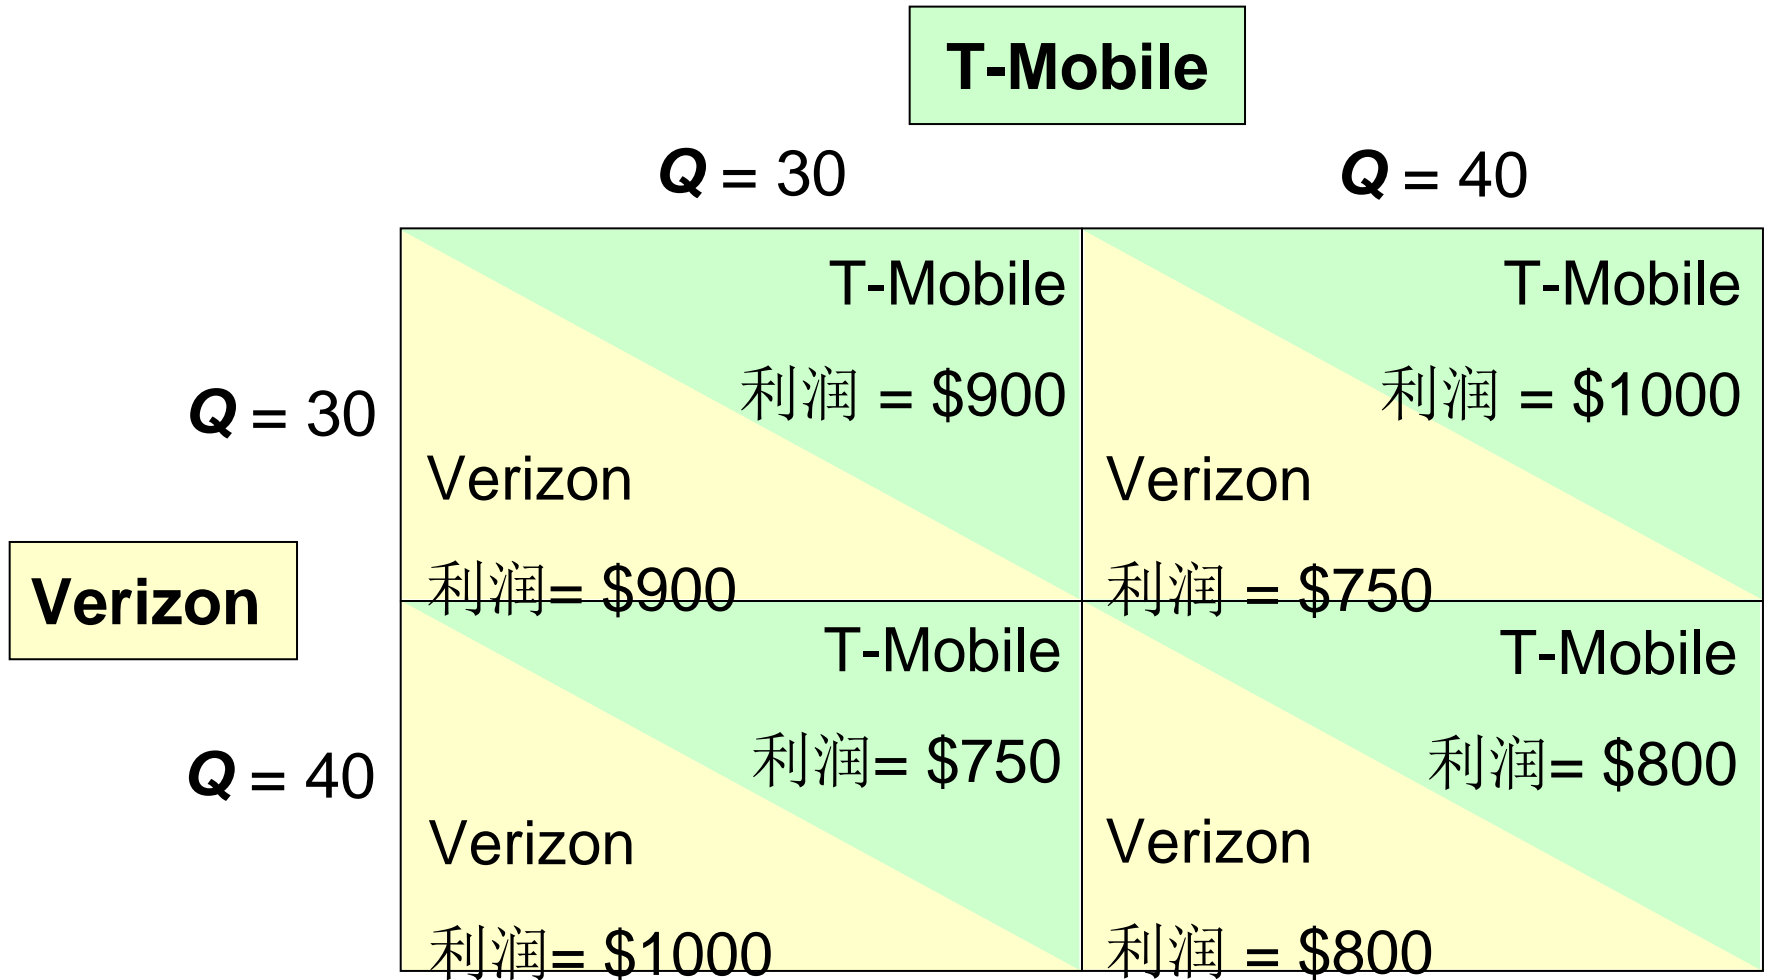 T-Mobile
Q = 30
Q = 40
T-Mobile
利润 = $900
Verizon
利润= $900
T-Mobile
利润 = $1000
Verizon
利润 = $750
Q = 30
Verizon
Q = 40
T-Mobile
利润= $750
Verizon
利润= $1000
T-Mobile
利润= $800
Verizon
利润 = $800